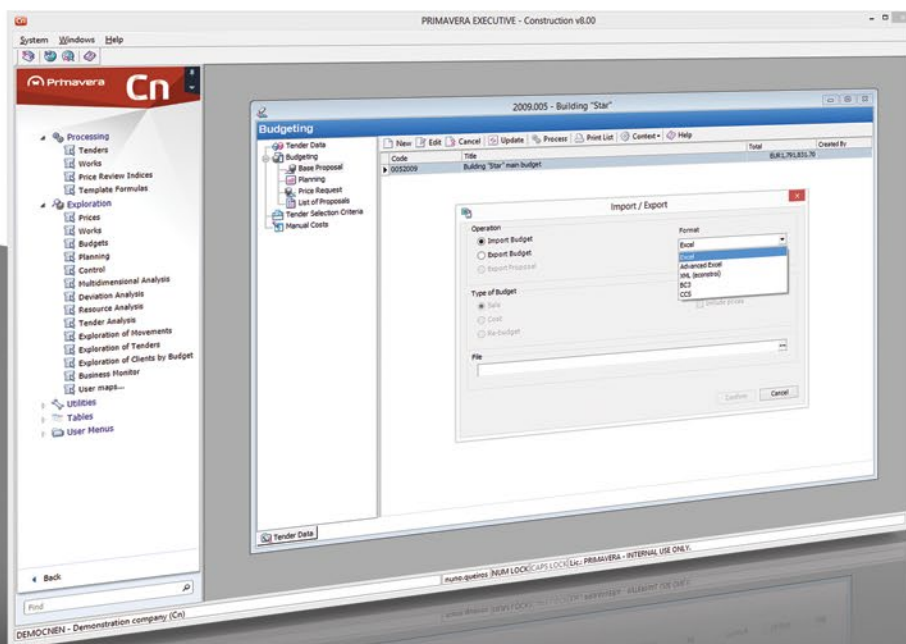 Cn
PRIMAVERA EXECUTIVE - Construction v8.00
System Windows Help
Primavera Cn
Processing
Tenders
Works
Price Review Indices
Template Formulas
Exploration
Prices
Works
Budgets
Planning
Control
Multidimensional Analysis
Deviation Analysis
Resource Analysis
Tender Analysis
Exploration of Movements
Exploration of Tenders
Exploration of Clients by Budget
Business Monitor
User maps...
Utilities
Tables
User Menus
Back
Find
DEMOCNEN - Demonstration company (Cn)
2009.005 - Building "Star"
Budgeting
Tender Data
Budgeting
Base Proposal
Planning
Price Request
List of Proposals
Tender Selection Criteria
Manual Costs
Tender Data
New Edit Cancel Update Process Print List Context Help
Code Title Total Created By
0052009 Building "Star" main budget EUR1,791,831.70
Import / Export
Operation
Import Budget
Export Budget
Export Proposal
Format
Excel
Excel
Advanced Excel
XML (econstroi)
BC3
CCS
Type of Budget
Sale
Cost
Re-budget
Include prices
File
Confirm Cancel
nuno.queiros NUM LOCK CAPS LOCK Lic.: PRIMAVERA - INTERNAL USE ONLY.